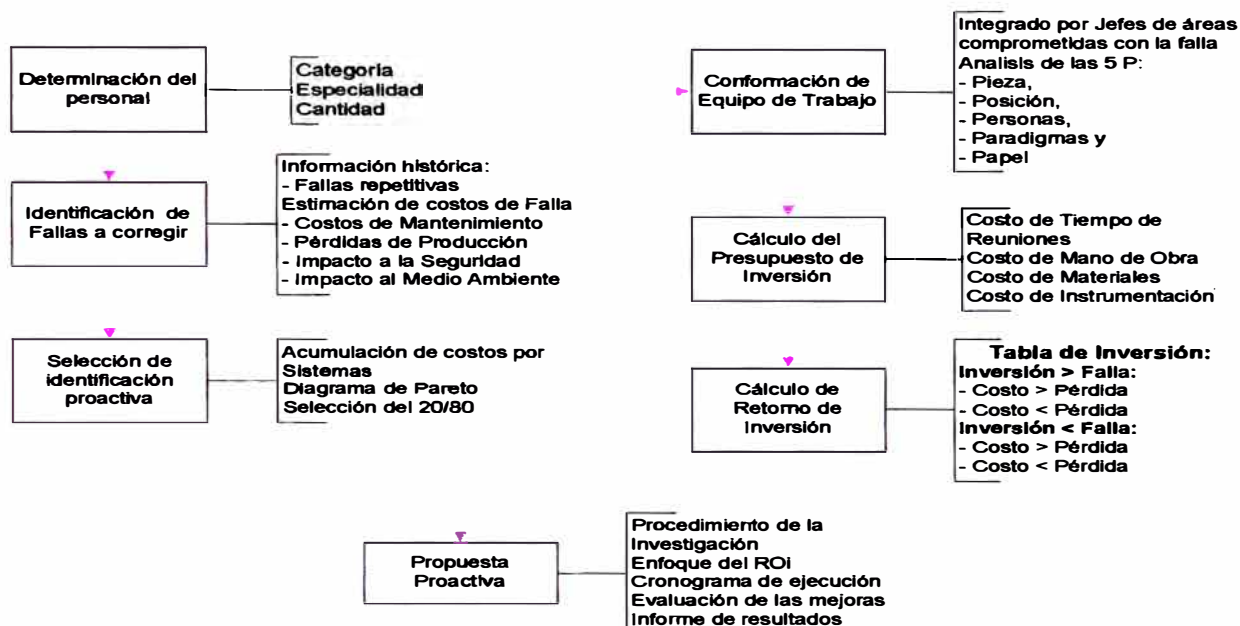 Determinación del
personal
Categoría
Especialidad
Cantidad
Identificación de
Fallas a corregir
Información histórica:
- Fallas repetitivas
Estimación de costos de Falla
- Costos de Mantenimiento
- Pérdidas de Producción
- Impacto a la Seguridad
- Impacto al Medio Ambiente
Selección de
identificación
proactiva
Acumulación de costos por
Sistemas
Diagrama de Pareto
Selección del 20/80
Conformación de
Equipo de Trabajo
Integrado por Jefes de áreas
comprometidas con la falla
Analisis de las 5 P:
- Pieza,
- Posición,
- Personas,
- Paradigmas y
- Papel
Cálculo del
Presupuesto de
Inversión
Costo de Tiempo de
Reuniones
Costo de Mano de Obra
Costo de Materiales
Costo de Instrumentación
Cálculo de
Retorno de
Inversión
Tabla de Inversión:
Inversión > Falla:
- Costo > Pérdida
- Costo < Pérdida
Inversión < Falla:
- Costo > Pérdida
- Costo < Pérdida
Propuesta
Proactiva
Procedimiento de la
Investigación
Enfoque del ROi
Cronograma de ejecución
Evaluación de las mejoras
Informe de resultados